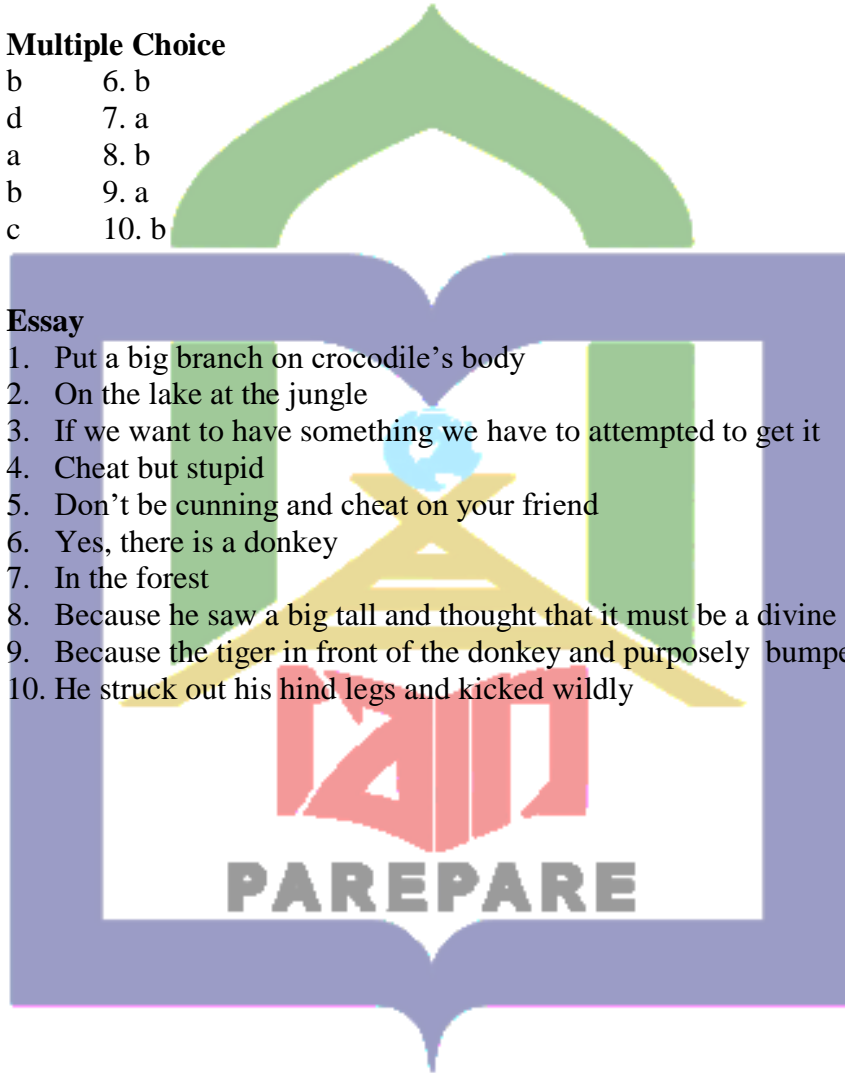 Multiple Choice
b 6. b
d 7. a
a 8. b
b 9. a
c 10. b
Essay
1. Put a big branch on crocodile’s body
2. On the lake at the jungle
3. If we want to have something we have to attempted to get it
4. Cheat but stupid
5. Don’t be cunning and cheat on your friend
6. Yes, there is a donkey
7. In the forest
8. Because he saw a big tall and thought that it must be a divine
9. Because the tiger in front of the donkey and purposely bumpe
10. He struck out his hind legs and kicked wildly
PAREPARE